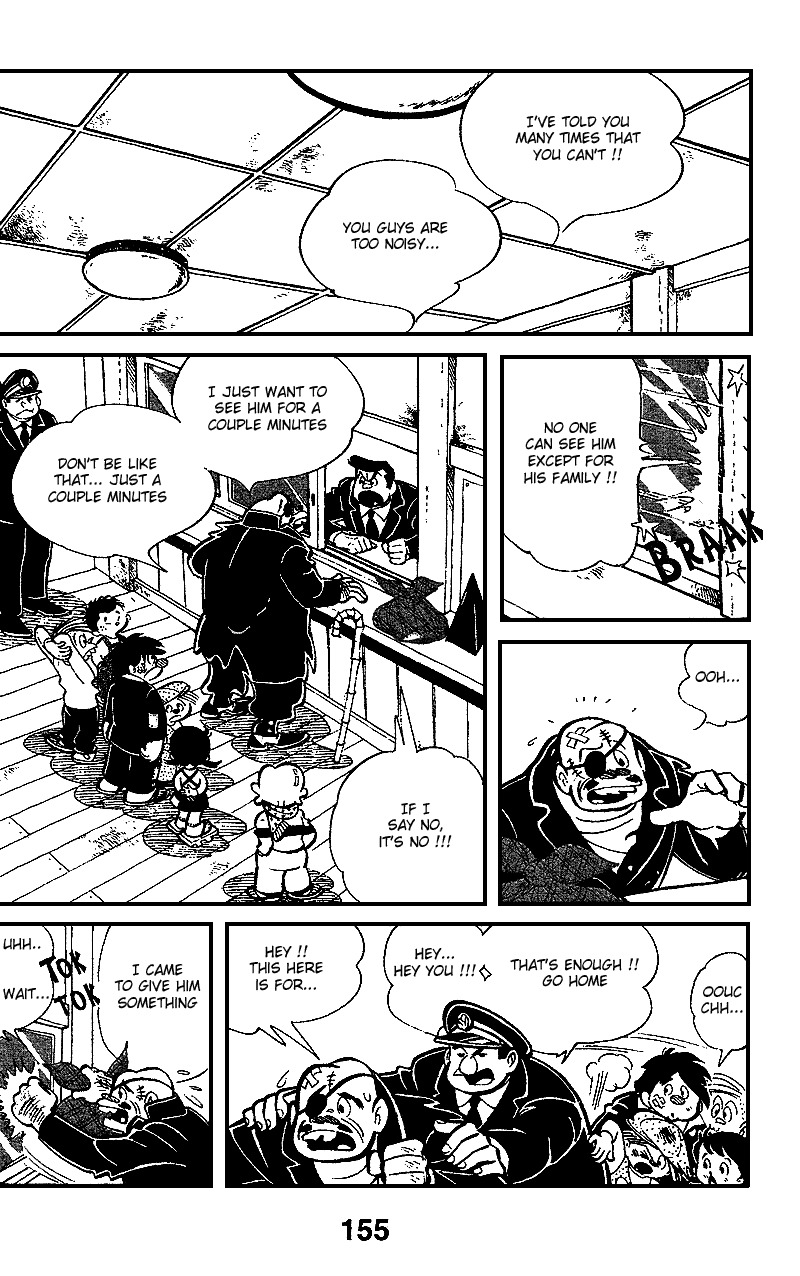 I'VE TOLD YOU
MANY TIMES THAT
YOU CAN'T !!
YOU GUYS ARE
TOO NOISY...
I JUST WANT TO
SEE HIM FOR A
COUPLE MINUTES
DON'T BE LIKE
THAT... JUST A
COUPLE MINUTES
IF I
SAY NO,
IT'S NO !!!
NO ONE
CAN SEE HIM
EXCEPT FOR
HIS FAMILY !!
BRAAK
OOH...
UHH..
WAIT...
TOK
TOK
I CAME
TO GIVE HIM
SOMETHING
HEY !!
THIS HERE
IS FOR...
HEY...
HEY YOU !!!
THAT'S ENOUGH !!
GO HOME
OOUC
CHH...
155